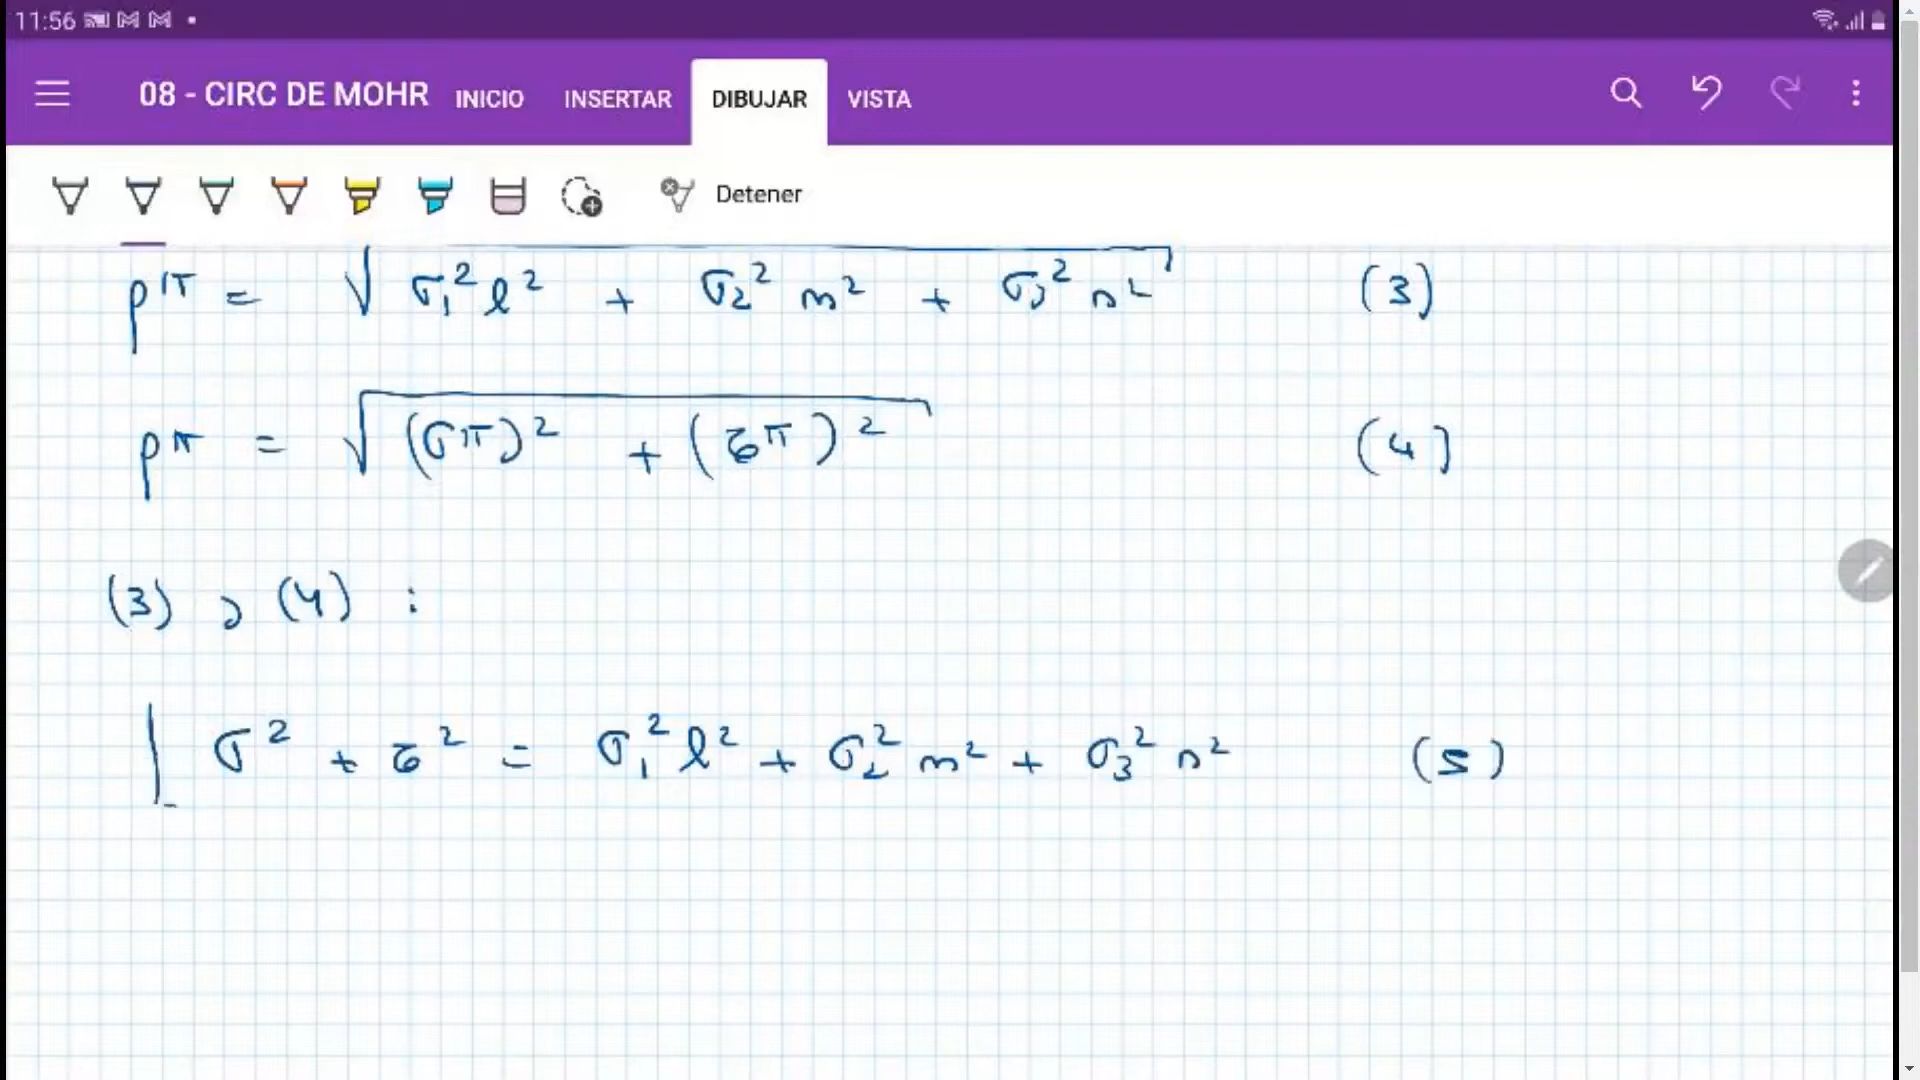 11:56
08 - CIRC DE MOHR INICIO INSERTAR DIBUJAR VISTA
Detener
p^π = √(σ₁² l² + σ₂² m² + σ₃² n²) (3)
p^π = √((σ^π)² + (τ^π)²) (4)
(3) y (4) :
σ² + τ² = σ₁² l² + σ₂² m² + σ₃² n² (5)